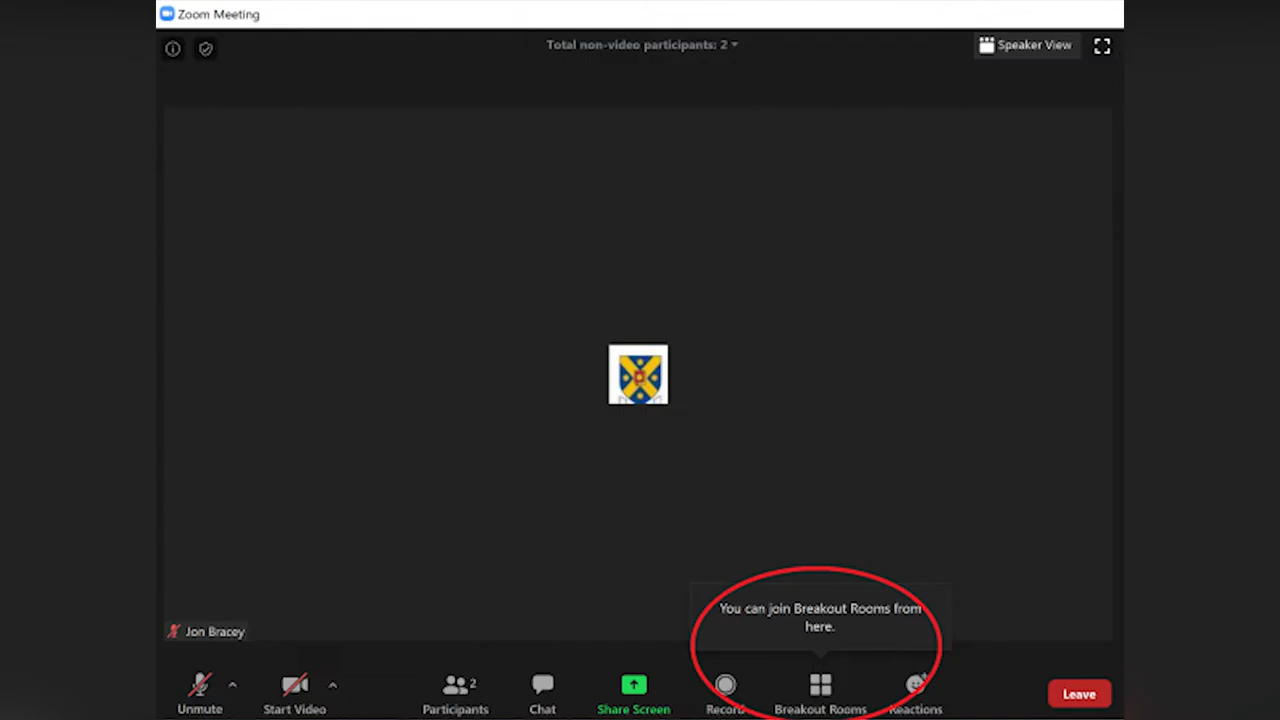 Zoom Meeting
Total non-video participants: 2
Speaker View
You can join Breakout Rooms from
here.
Jon Bracey
2
Unmute
Start Video
Participants
Chat
Share Screen
Record
Breakout Rooms
Reactions
Leave